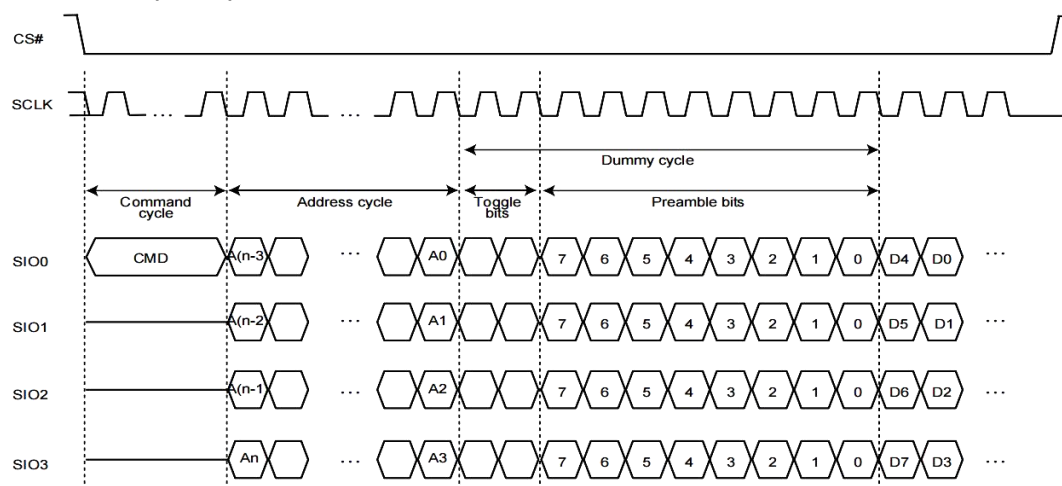 CS#
SCLK ... ...
Dummy cycle
Command cycle Address cycle Toggle bits Preamble bits
SIO0 CMD A(n-3 ... A0 7 6 5 4 3 2 1 0 D4 D0 ...
SIO1 A(n-2 ... A1 7 6 5 4 3 2 1 0 D5 D1 ...
SIO2 A(n-1 ... A2 7 6 5 4 3 2 1 0 D6 D2 ...
SIO3 An ... A3 7 6 5 4 3 2 1 0 D7 D3 ...